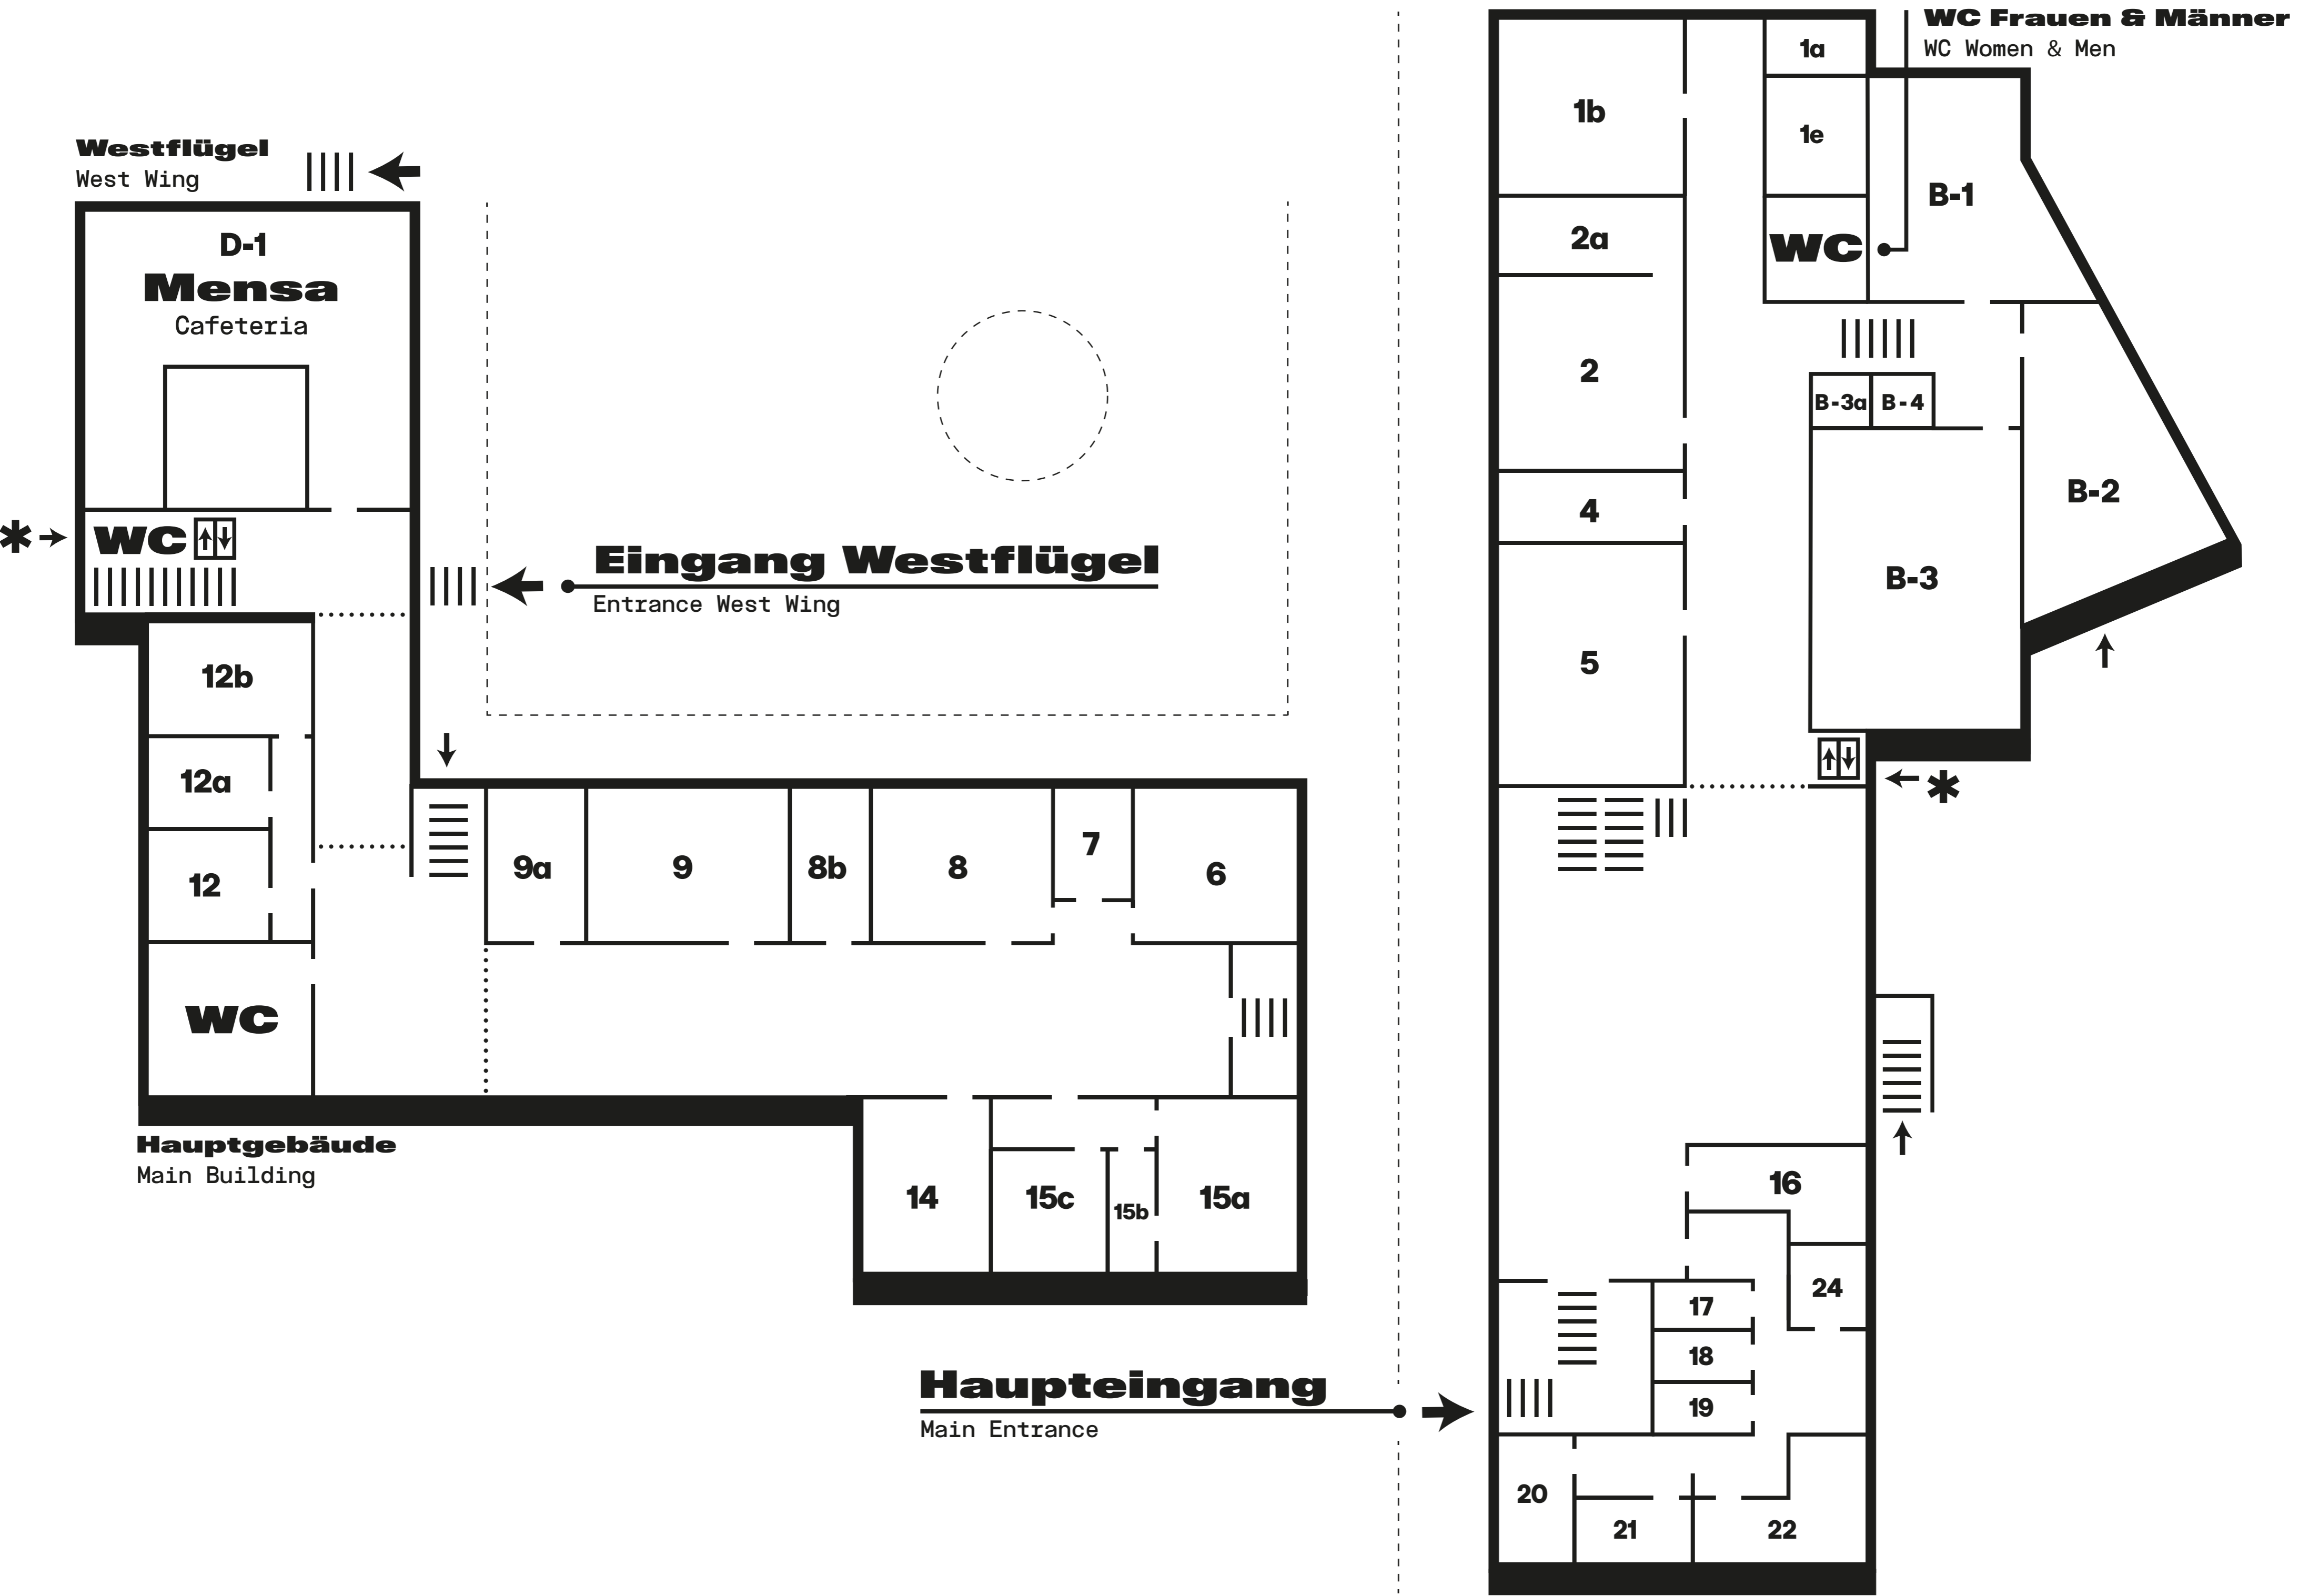 WC Frauen & Männer
WC Women & Men
1a
1b
1e
Westflügel
West Wing
B-1
D-1
2a
WC
Mensa
Cafeteria
2
B-3a
B-4
B-2
4
* 
WC
Eingang Westflügel
Entrance West Wing
B-3
12b
5
12a
*
9a
9
8b
8
7
6
12
WC
Hauptgebäude
Main Building
14
15c
15b
15a
16
24
17
18
19
Haupteingang
Main Entrance
20
21
22